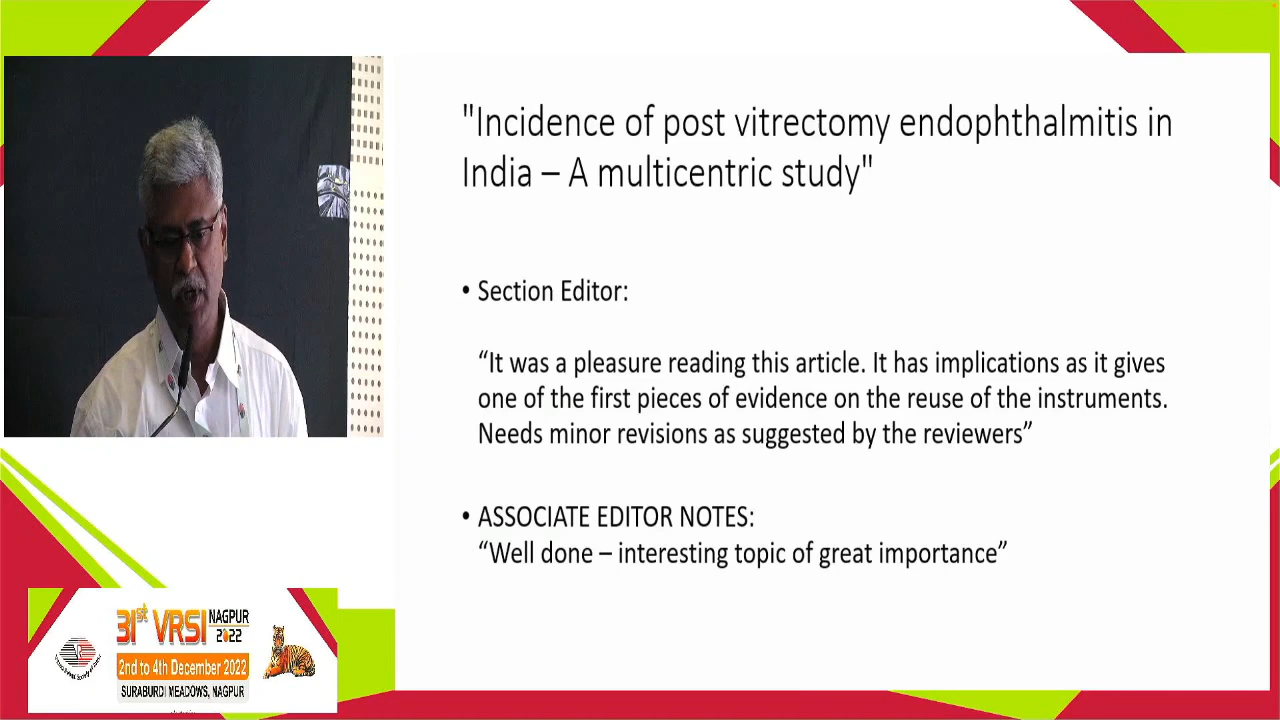 "Incidence of post vitrectomy endophthalmitis in
India – A multicentric study"
• Section Editor:
“It was a pleasure reading this article. It has implications as it gives
one of the first pieces of evidence on the reuse of the instruments.
Needs minor revisions as suggested by the reviewers”
• ASSOCIATE EDITOR NOTES:
“Well done – interesting topic of great importance”
31st VRSI NAGPUR
2022
2nd to 4th December 2022
SURABURDI MEADOWS, NAGPUR